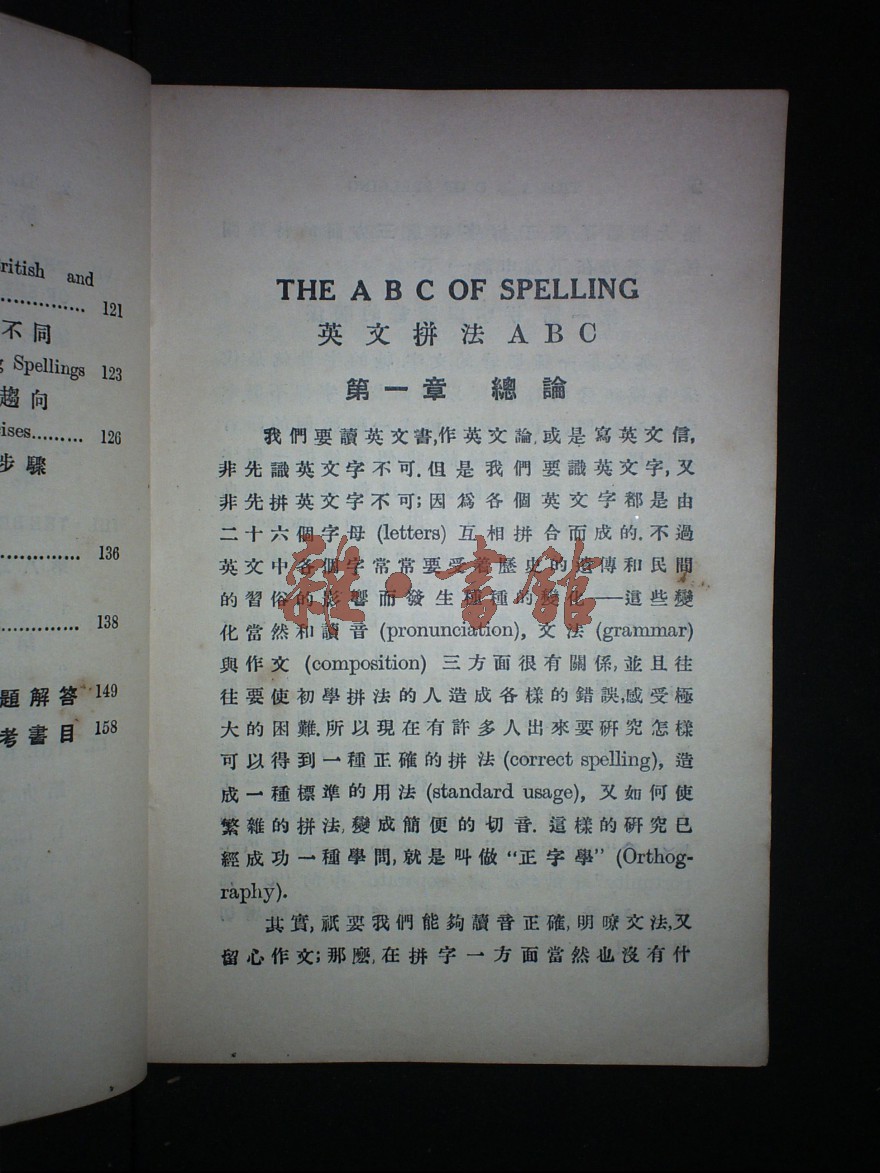 ritish and
............... 121
不同
g Spellings 123
趨向
cises......... 126
步驟
............... 136
............... 138
題解答 149
考書目 158
THE A B C OF SPELLING
英文拼法ABC
第一章 總論
我們要讀英文書,作英文論,或是寫英文信,
非先識英文字不可.但是我們要識英文字,又
非先拼英文字不可;因爲各個英文字都是由
二十六個字母 (letters) 互相拼合而成的.不過
英文中各個字常常要受着歷史的遺傳和民間
的習俗的影響而發生種種的變化——這些變
化當然和讀音 (pronunciation), 文法 (grammar)
與作文 (composition) 三方面很有關係,並且往
往要使初學拼法的人造成各樣的錯誤,感受極
大的困難.所以現在有許多人出來要研究怎樣
可以得到一種正確的拼法 (correct spelling), 造
成一種標準的用法 (standard usage), 又如何使
繁雜的拼法,變成簡便的切音.這樣的研究已
經成功一種學問,就是叫做“正字學” (Orthog-
raphy).
其實,祇要我們能夠讀音正確,明嘹文法,又
留心作文;那麽,在拼字一方面當然也沒有什
雜·書館